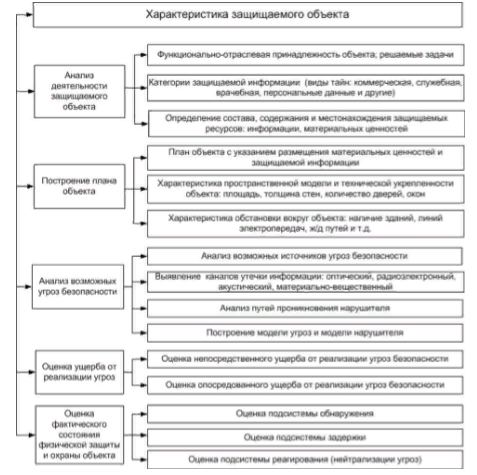 Характеристика защищаемого объекта
Анализ
деятельности
защищаемого
объекта
Функционально-отраслевая принадлежность объекта; решаемые задачи
Категории защищаемой информации (виды тайн: коммерческая, служебная,
врачебная, персональные данные и другие)
Определение состава, содержания и местонахождения защищаемых
ресурсов: информации, материальных ценностей
Построение плана
объекта
План объекта с указанием размещения материальных ценностей и
защищаемой информации
Характеристика пространственной модели и технической укрепленности
объекта: площадь, толщина стен, количество дверей, окон
Характеристика обстановки вокруг объекта: наличие зданий, линий
электропередач, ж/д путей и т.д.
Анализ возможных
угроз безопасности
Анализ возможных источников угроз безопасности
Выявление каналов утечки информации: оптический, радиоэлектронный,
акустический, материально-вещественный
Анализ путей проникновения нарушителя
Построение модели угроз и модели нарушителя
Оценка ущерба от
реализации угроз
Оценка непосредственного ущерба от реализации угроз безопасности
Оценка опосредованного ущерба от реализации угроз безопасности
Оценка
фактического
состояния
физической защиты
и охраны объекта
Оценка подсистемы обнаружения
Оценка подсистемы задержки
Оценка подсистемы реагирования (нейтрализации угроз)